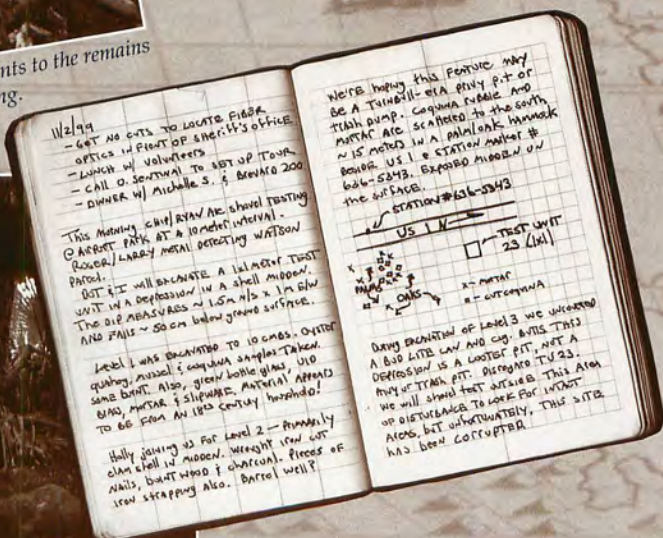 nts to the remains
ng.
11/2/99
- GET NO CUTS TO LOCATE FIBER
OPTICS IN FRONT OF SHERIFF'S OFFICE
- LUNCH W/ VOLUNTEERS
- CALL O. SENTINAL TO SET UP TOUR
- DINNER W/ Michelle S. & BREVARD 200
This MORNING, CHIP/RYAN ARE shovel TESTING
@ AIRPORT PARK AT A 10 METER INTERVAL.
ROGER/LARRY METAL DETECTING WATSON
PARCEL.
DOT & I WILL EXCAVATE A 1x1 METER TEST
UNIT IN A DEPRESSION IN A SHELL MIDDEN.
The DIP MEASURES ~ 1.5m N/S x 1m E/W
AND FALLS ~ 50 cm below ground surface.
Level 1 WAS EXCAVATED TO 10 CMBS. OYSTER
quahog, mussel & coquina samples TAKEN.
some burnt. Also, green bottle glass, UID
glass, MORTAR & SLIPWARE. MATERIAL APPEARS
TO BE FROM AN 18th CENTURY household!
Holly joining us for Level 2 - PRIMARILY
clam shell in MIDDEN. Wrought iron cut
Nails, burnt wood & charcoal. Pieces of
iron strapping also. Barrel well?
WE'RE hoping this FEATURE MAY
BE A TURNBULL-ERA PRIVY pit OR
TRASH DUMP. COQUINA RUBBLE AND
MORTAR ARE SCATTERED to the south
~ 15 meters IN A PALM/OAK HAMMOCK
BESIDE US 1 @ STATION MARKER #
636-5343. EXPOSED MIDDEN ON
the SURFACE.
STATION # 636-5343
US 1 N
TEST UNIT
23 (1x1)
PALMS
OAKS
x - MORTAR
¤ - CUT COQUINA
DURING EXCAVATION OF Level 3 we uncovered
A BUD LITE CAN AND CIG. BUTTS. THIS
DEPRESSION IS A LOOTER PIT, NOT A
PRIVY OR TRASH PIT. Disregard TU 23.
We will shovel TEST OUTSIDE This AREA
OF DISTURBANCE TO LOOK FOR INTACT
AREAS, BUT UNFORTUNATELY, THIS SITE
HAS BEEN CORRUPTED.